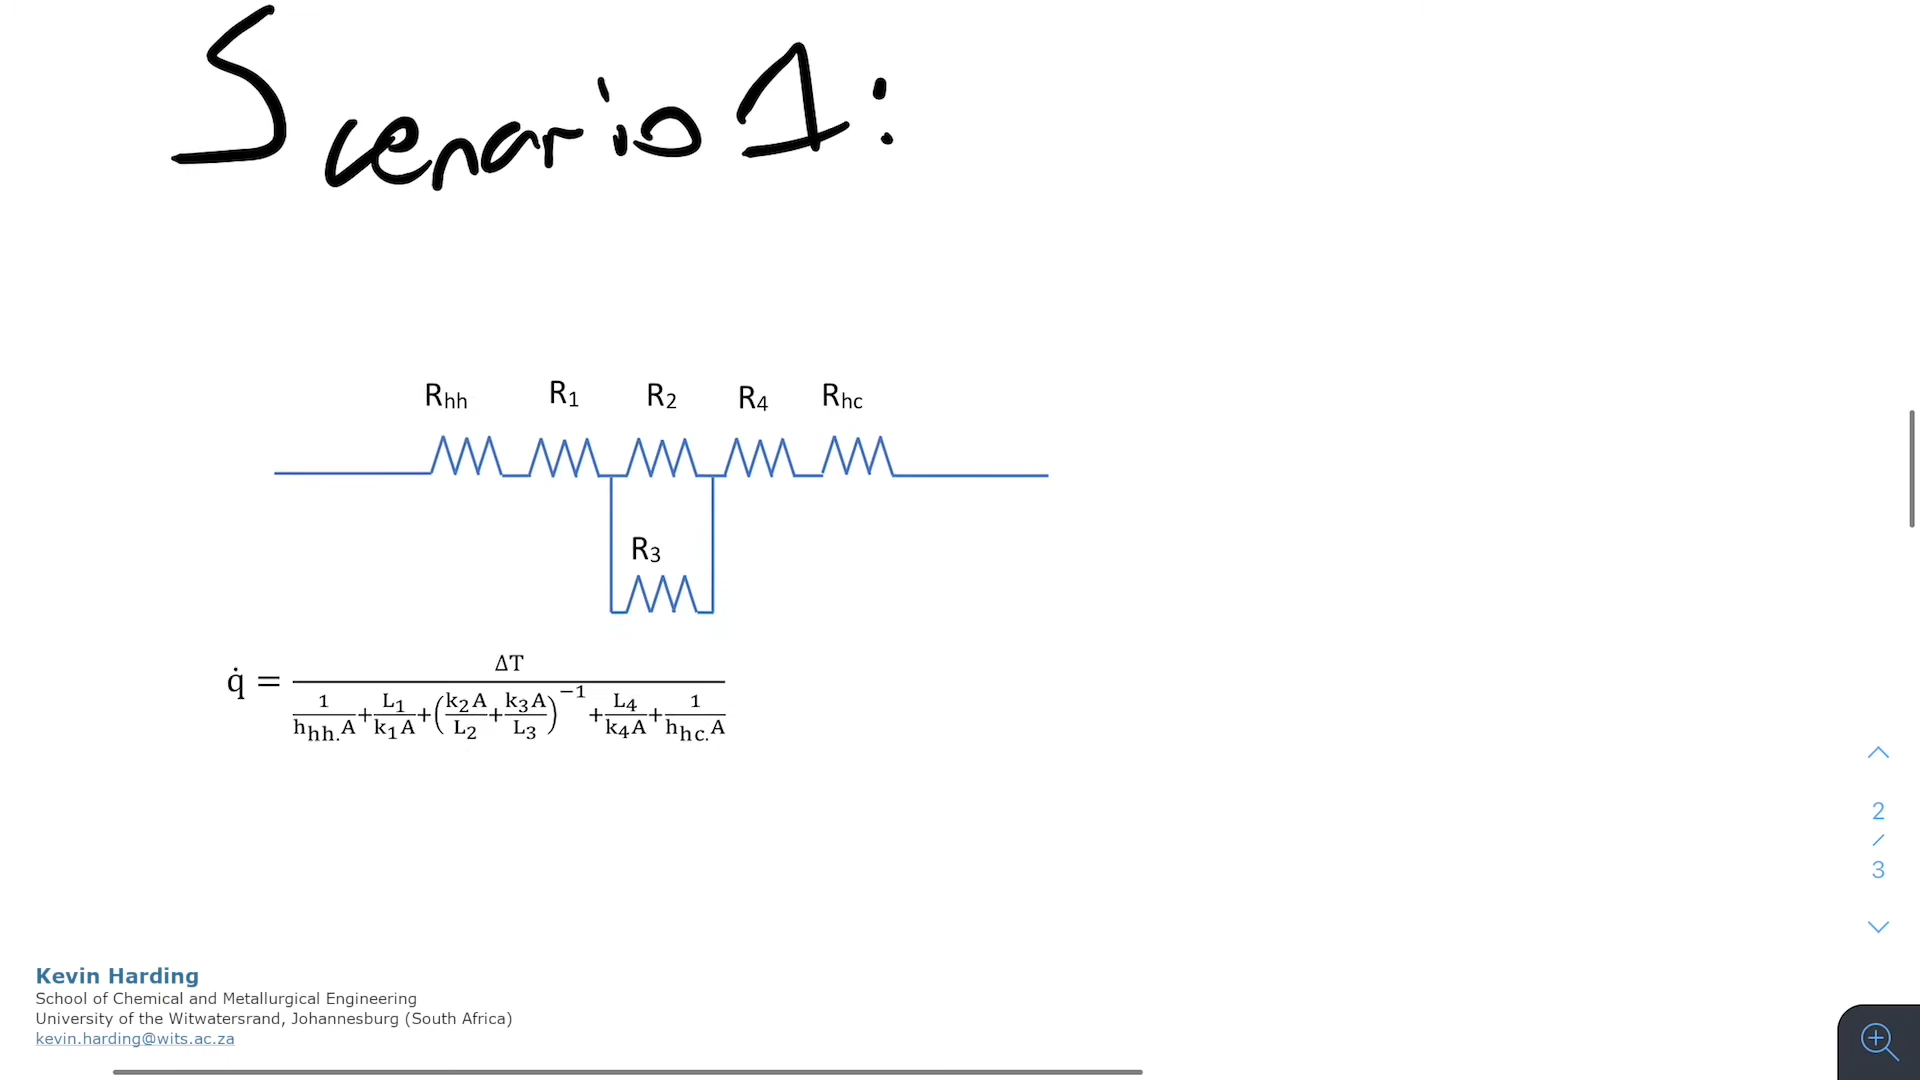 Scenario 1:
Rhh R1 R2 R4 Rhc
R3
q̇ = ΔT / (1/(hhh.A) + L1/(k1A) + (k2A/L2 + k3A/L3)^−1 + L4/(k4A) + 1/(hhc.A))
2
/
3
Kevin Harding
School of Chemical and Metallurgical Engineering
University of the Witwatersrand, Johannesburg (South Africa)
kevin.harding@wits.ac.za